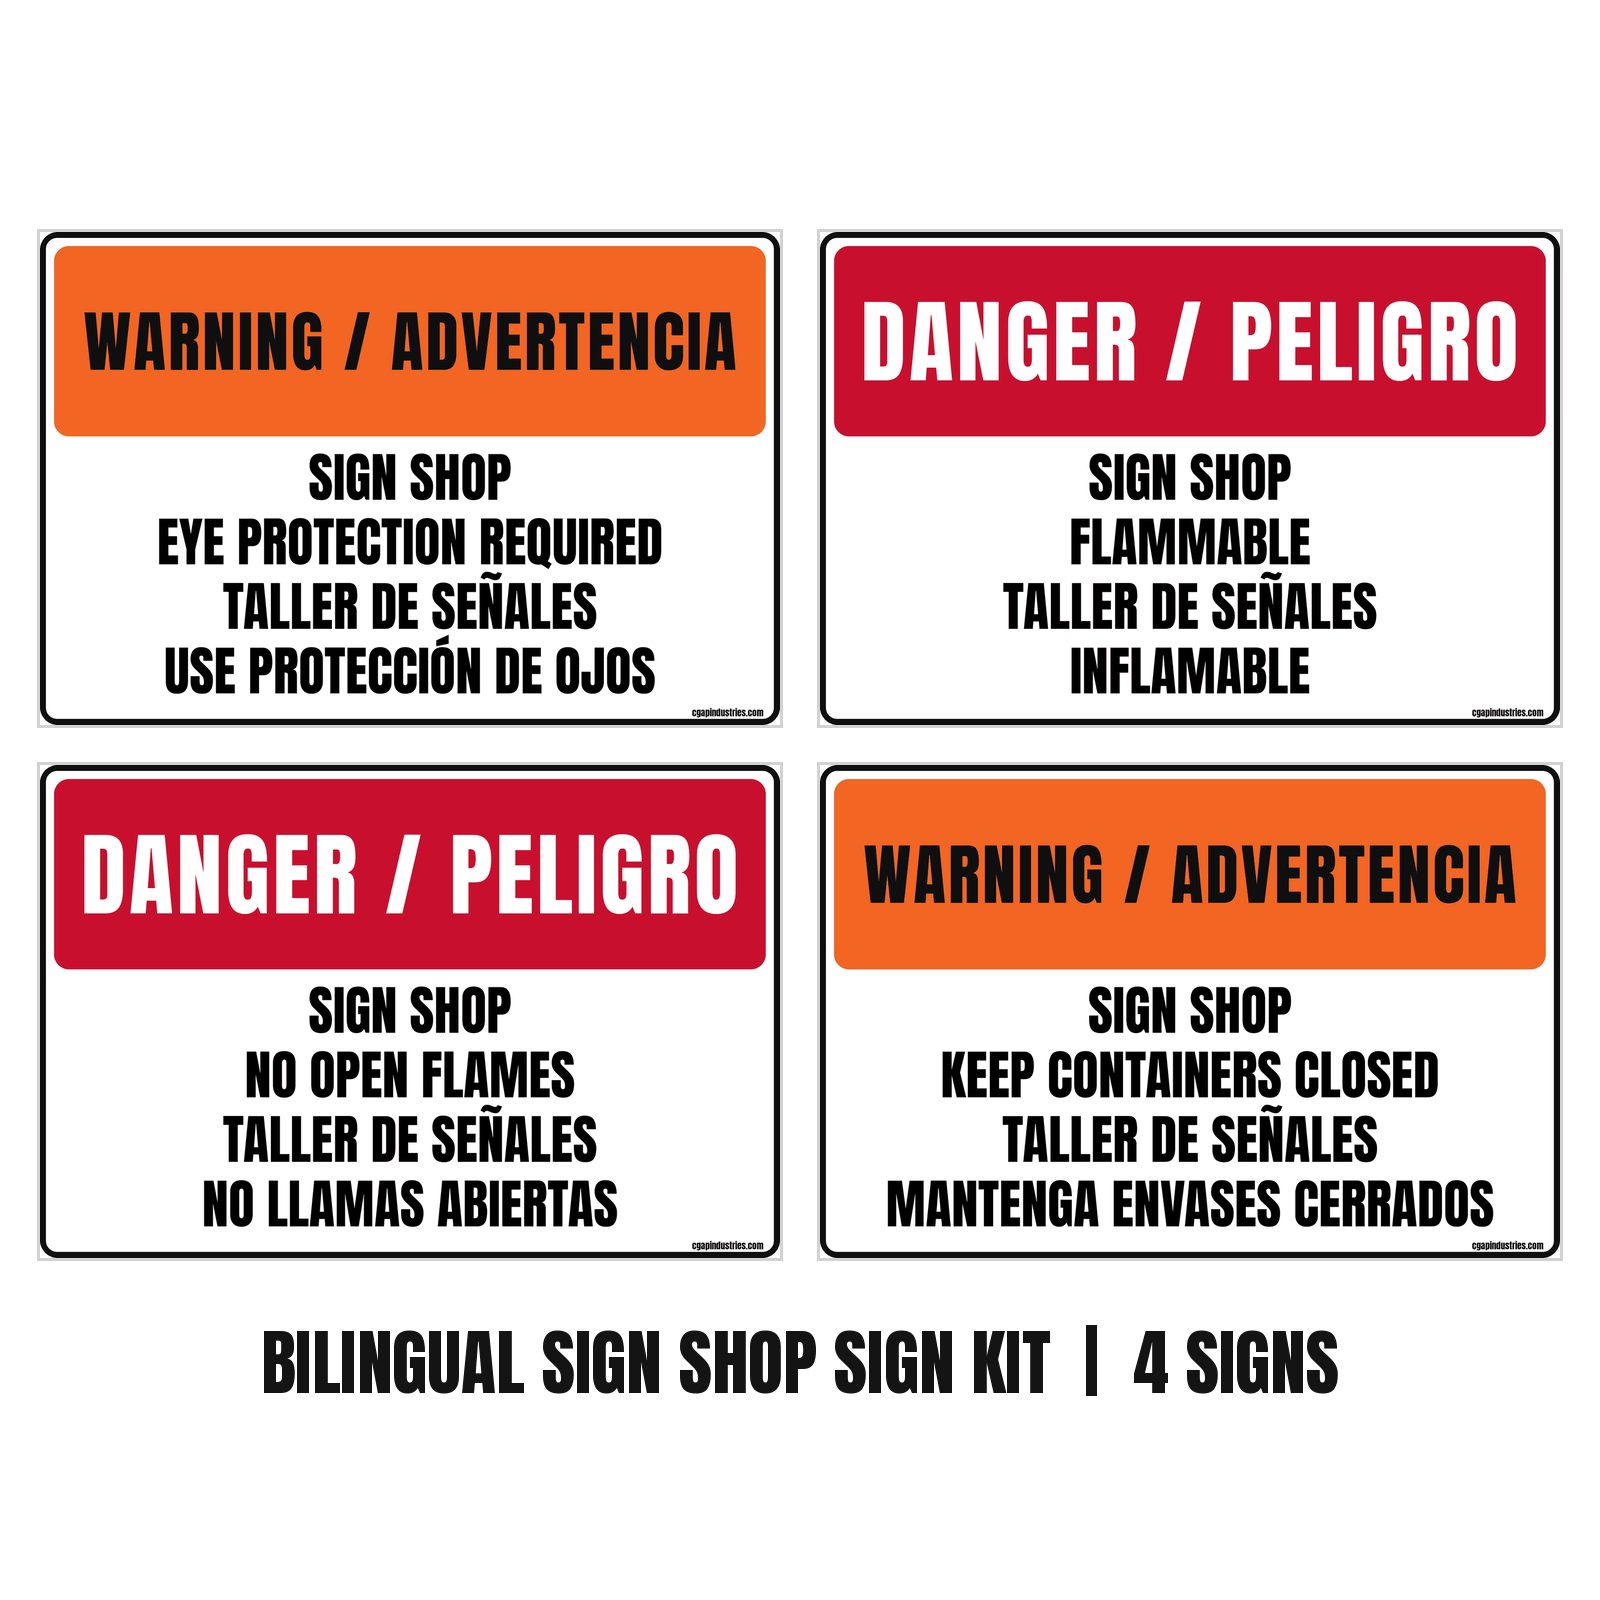 WARNING / ADVERTENCIA
SIGN SHOP
EYE PROTECTION REQUIRED
TALLER DE SEÑALES
USE PROTECCIÓN DE OJOS
cgapindustries.com
DANGER / PELIGRO
SIGN SHOP
FLAMMABLE
TALLER DE SEÑALES
INFLAMABLE
cgapindustries.com
DANGER / PELIGRO
SIGN SHOP
NO OPEN FLAMES
TALLER DE SEÑALES
NO LLAMAS ABIERTAS
cgapindustries.com
WARNING / ADVERTENCIA
SIGN SHOP
KEEP CONTAINERS CLOSED
TALLER DE SEÑALES
MANTENGA ENVASES CERRADOS
cgapindustries.com
BILINGUAL SIGN SHOP SIGN KIT | 4 SIGNS